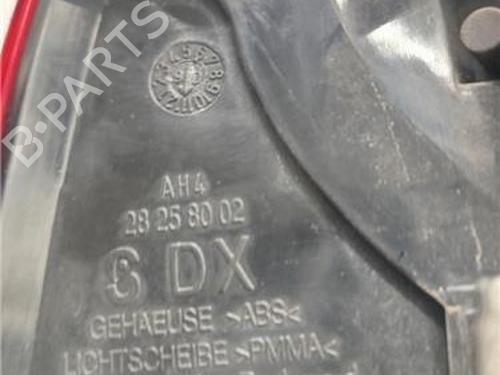 B-PARTS
AH4
28 25 80 02
DX
GEHAEUSE >ABS<
LICHTSCHEIBE >PMMA<